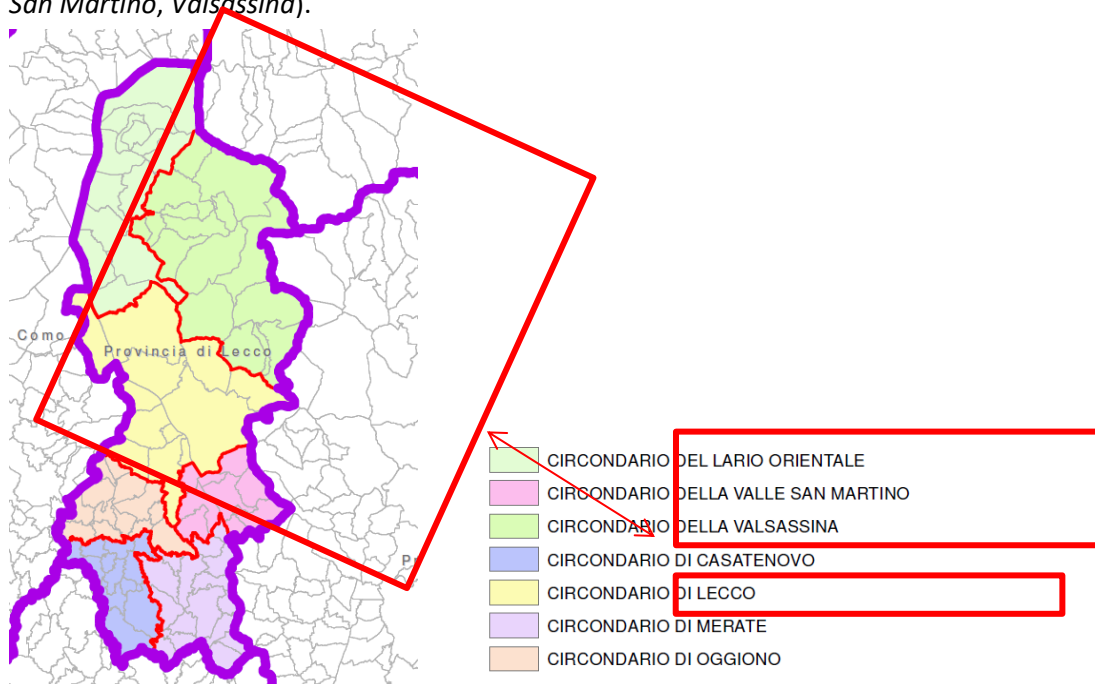 San Martino, Valsassina).
Como
Provincia di Lecco
P
CIRCONDARIO DEL LARIO ORIENTALE
CIRCONDARIO DELLA VALLE SAN MARTINO
CIRCONDARIO DELLA VALSASSINA
CIRCONDARIO DI CASATENOVO
CIRCONDARIO DI LECCO
CIRCONDARIO DI MERATE
CIRCONDARIO DI OGGIONO